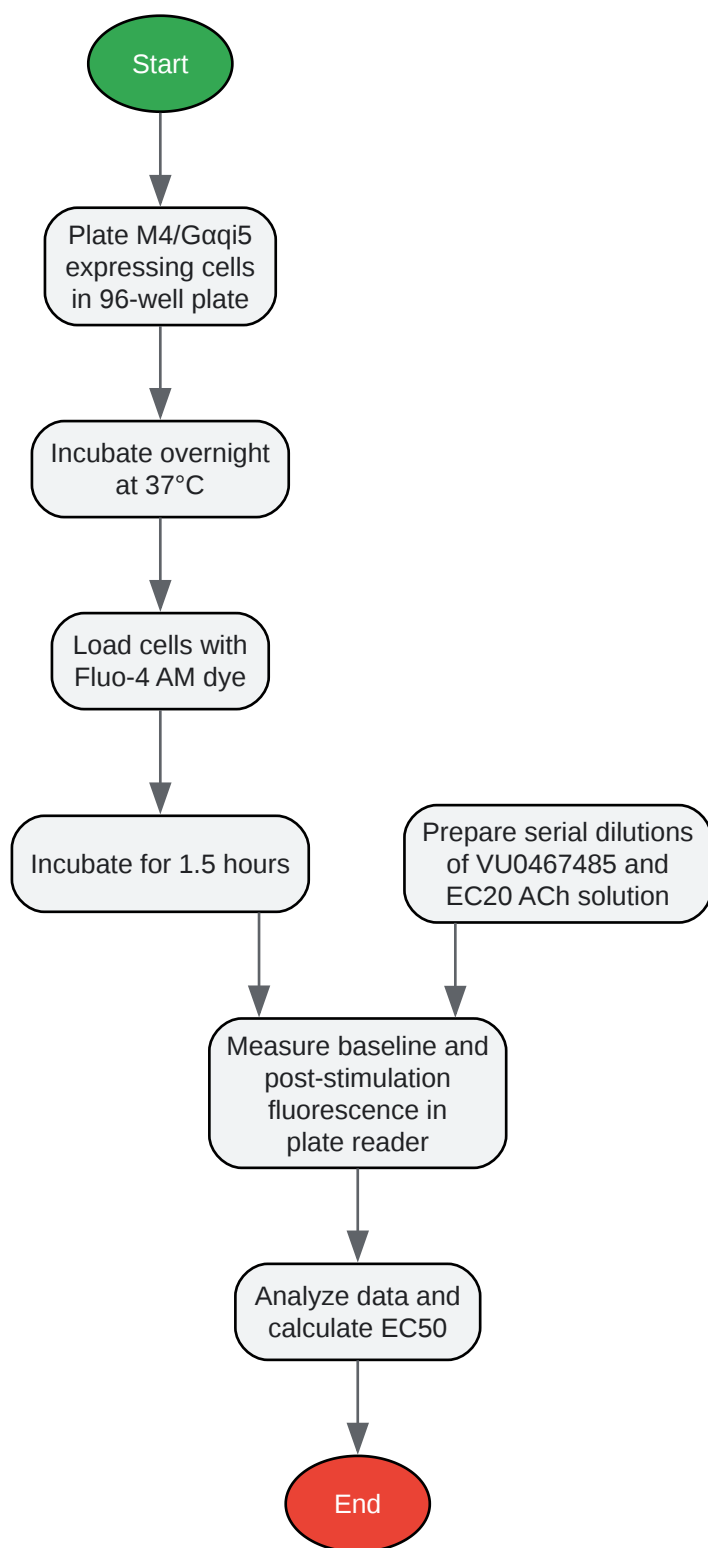 Start
Plate M4/Gαqi5
expressing cells
in 96-well plate
Incubate overnight
at 37°C
Load cells with
Fluo-4 AM dye
Incubate for 1.5 hours
Prepare serial dilutions
of VU0467485 and
EC20 ACh solution
Measure baseline and
post-stimulation
fluorescence in
plate reader
Analyze data and
calculate EC50
End